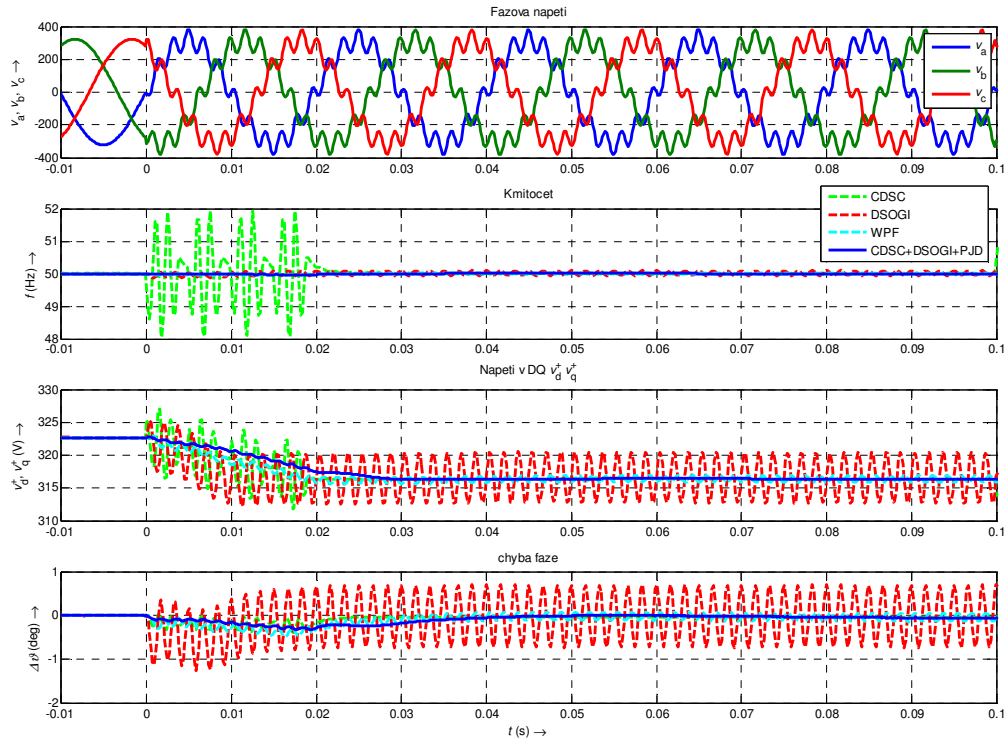 Fazova napeti
v_a, v_b, v_c →
400
200
0
-200
-400
-0.01 0 0.01 0.02 0.03 0.04 0.05 0.06 0.07 0.08 0.09 0.1
v_a
v_b
v_c
Kmitocet
f (Hz) →
52
51
50
49
48
-0.01 0 0.01 0.02 0.03 0.04 0.05 0.06 0.07 0.08 0.09 0.1
CDSC
DSOGI
WPF
CDSC+DSOGI+PJD
Napeti v DQ v_d^+ v_q^+
v_d^+, v_q^+ (V) →
330
325
320
315
310
-0.01 0 0.01 0.02 0.03 0.04 0.05 0.06 0.07 0.08 0.09 0.1
chyba faze
Δϑ (deg) →
1
0
-1
-2
-0.01 0 0.01 0.02 0.03 0.04 0.05 0.06 0.07 0.08 0.09 0.1
t (s) →